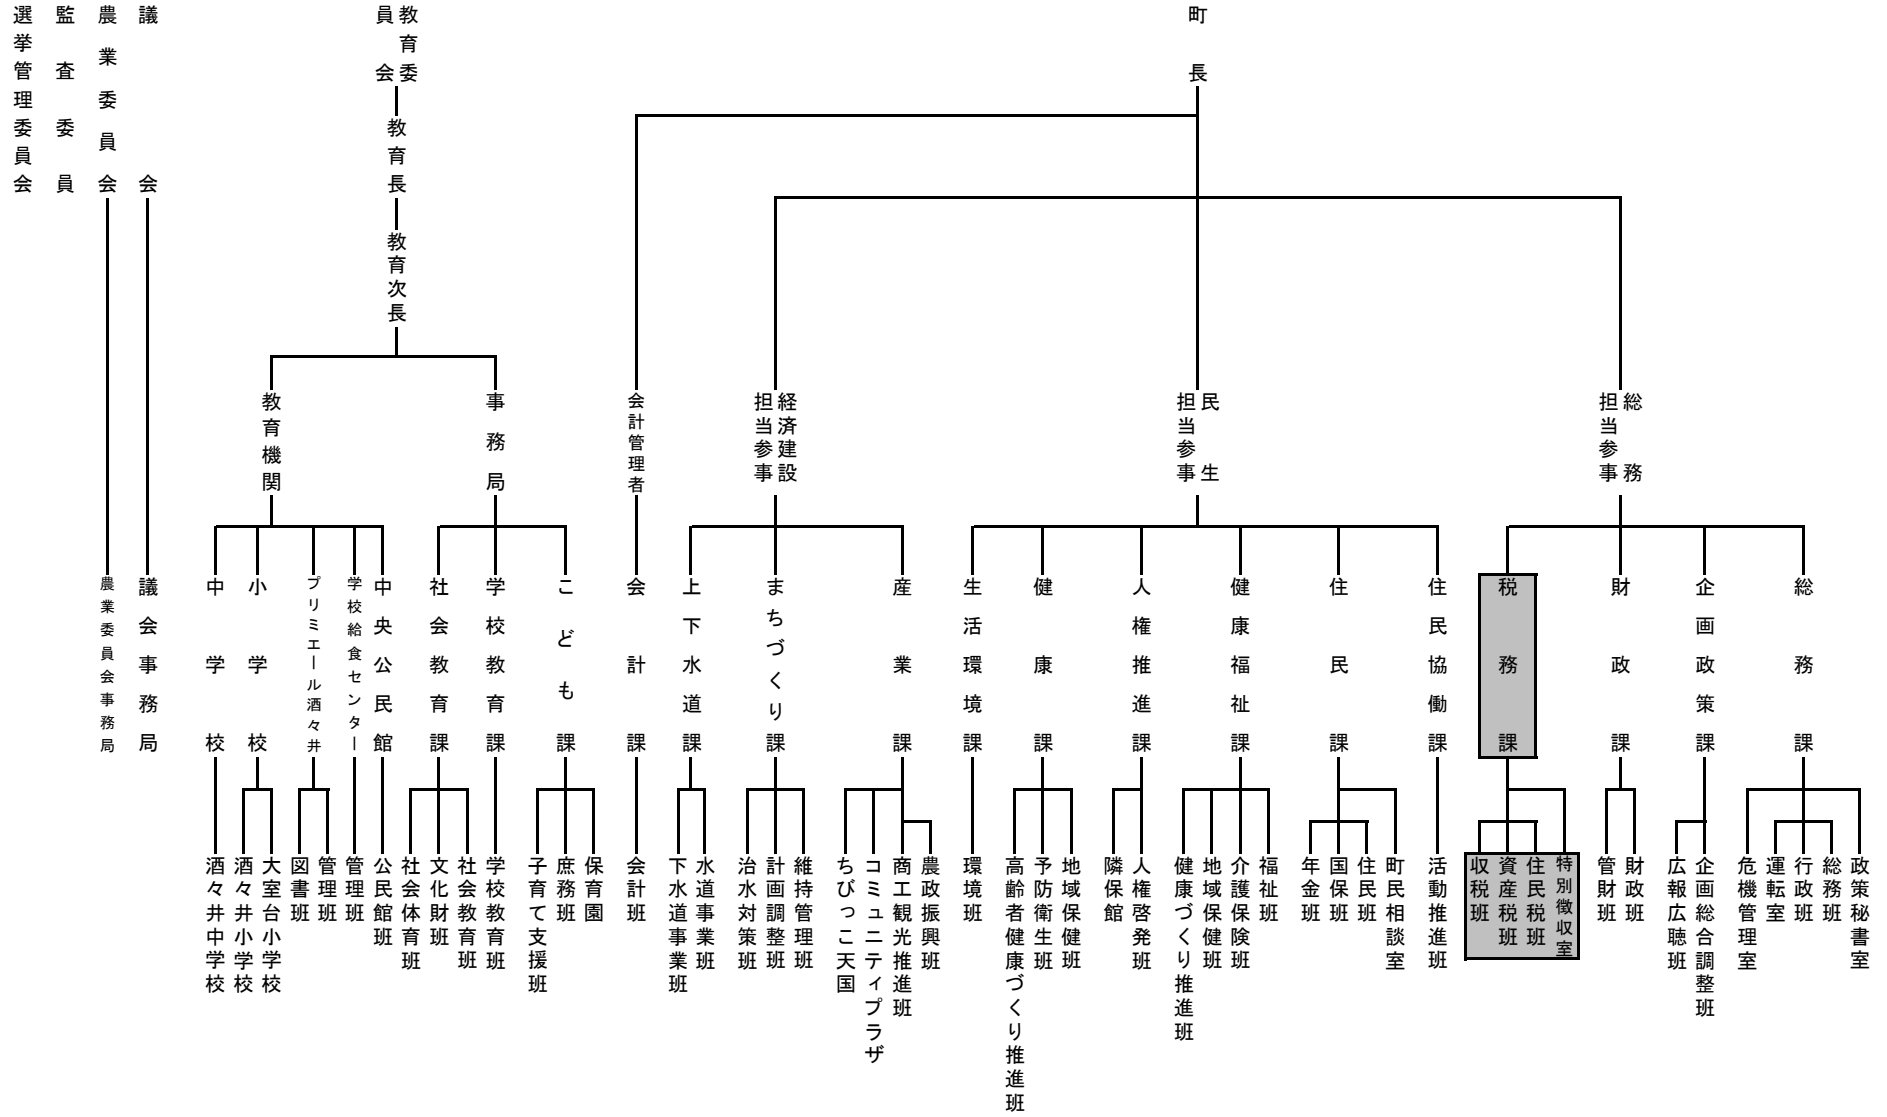 町長
教育委員会
議会
農業委員会
監査委員
選挙管理委員会
教育長
教育次長
総務
担当参事
民生
担当参事
経済建設
担当参事
会計管理者
事務局
教育機関
総務課
企画政策課
財政課
税務課
住民協働課
住民課
健康福祉課
人権推進課
健康課
生活環境課
産業課
まちづくり課
上下水道課
会計課
こども課
学校教育課
社会教育課
中央公民館
学校給食センター
プリミエール酒々井
小学校
中学校
議会事務局
農業委員会事務局
政策秘書室
総務班
行政班
運転室
危機管理室
企画総合調整班
広報広聴班
財政班
管財班
特別徴収室
住民税班
資産税班
収税班
活動推進班
町民相談室
住民班
国保班
年金班
福祉班
介護保険班
地域保健班
健康づくり推進班
人権啓発班
隣保館
地域保健班
予防衛生班
高齢者健康づくり推進班
環境班
農政振興班
商工観光推進班
コミュニティプラザ
ちびっこ天国
維持管理班
計画調整班
治水対策班
水道事業班
下水道事業班
会計班
保育園
庶務班
子育て支援班
学校教育班
社会教育班
文化財班
社会体育班
公民館班
管理班
管理班
図書班
大室台小学校
酒々井小学校
酒々井中学校